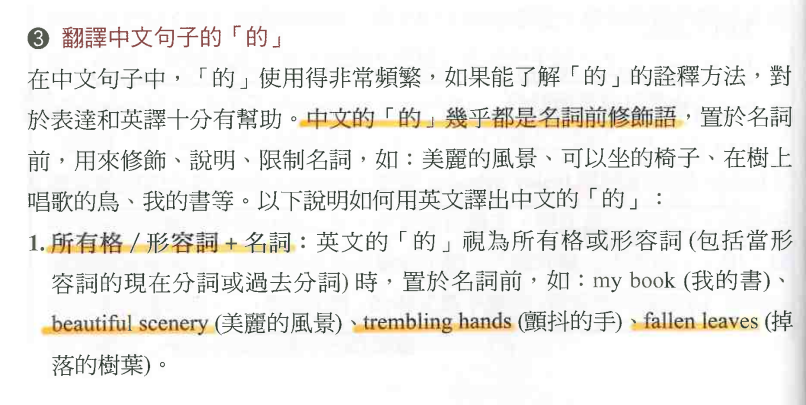 ❸ 翻譯中文句子的「的」
在中文句子中，「的」使用得非常頻繁，如果能了解「的」的詮釋方法，對
於表達和英譯十分有幫助。中文的「的」幾乎都是名詞前修飾語，置於名詞
前，用來修飾、說明、限制名詞，如：美麗的風景、可以坐的椅子、在樹上
唱歌的鳥、我的書等。以下說明如何用英文譯出中文的「的」：
1. 所有格 / 形容詞 + 名詞：英文的「的」視為所有格或形容詞 (包括當形
容詞的現在分詞或過去分詞) 時，置於名詞前，如：my book (我的書)、
beautiful scenery (美麗的風景)、trembling hands (顫抖的手)、fallen leaves (掉
落的樹葉)。